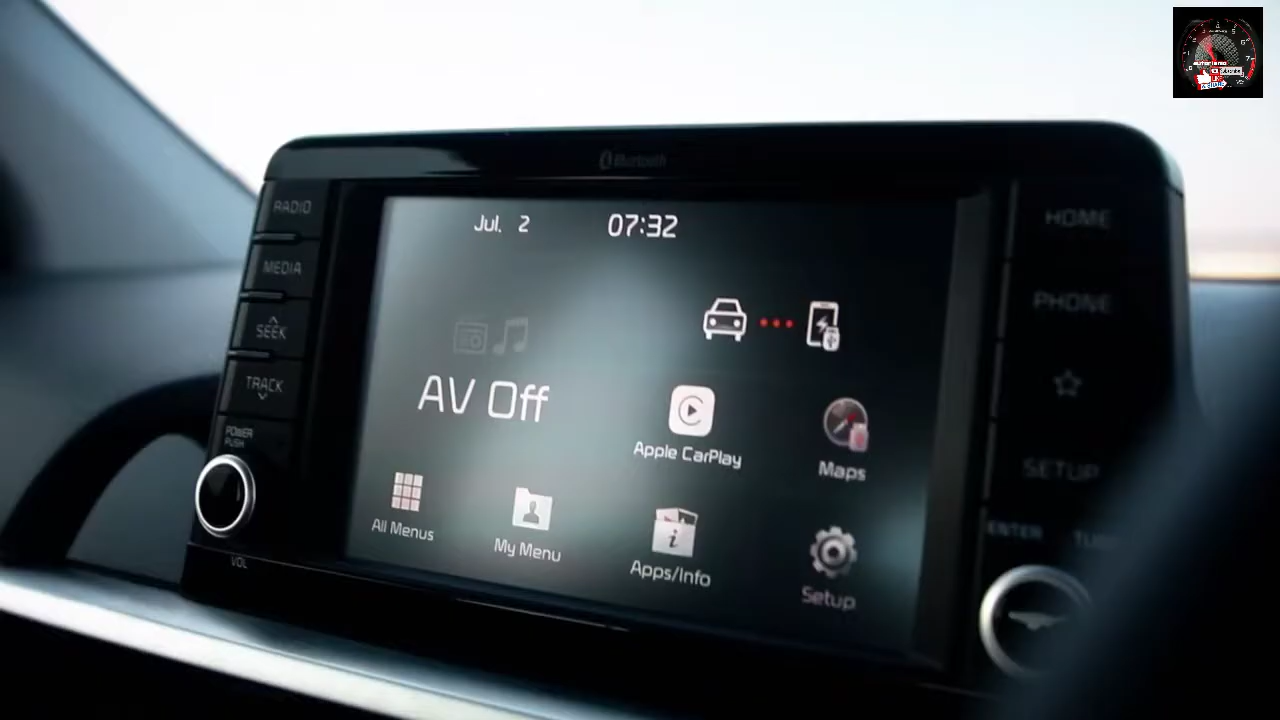 Bluetooth
RADIO
MEDIA
SEEK
TRACK
POWER
PUSH
VOL
Jul. 2 07:32
AV Off
Apple CarPlay
Maps
All Menus
My Menu
Apps/Info
Setup
HOME
PHONE
SETUP
ENTER